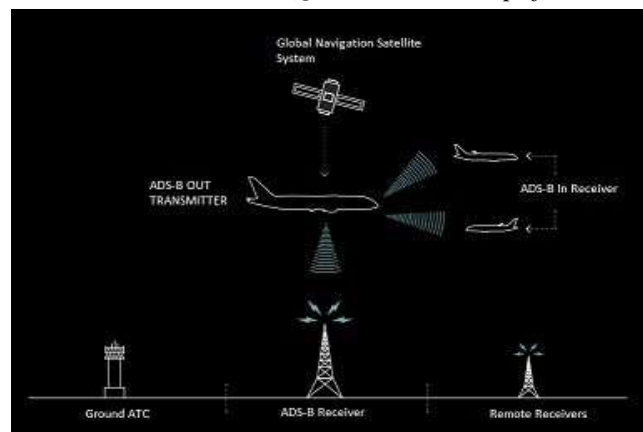 Global Navigation Satellite
System
ADS-B OUT
TRANSMITTER
ADS-B In Receiver
Ground ATC
ADS-B Receiver
Remote Receivers